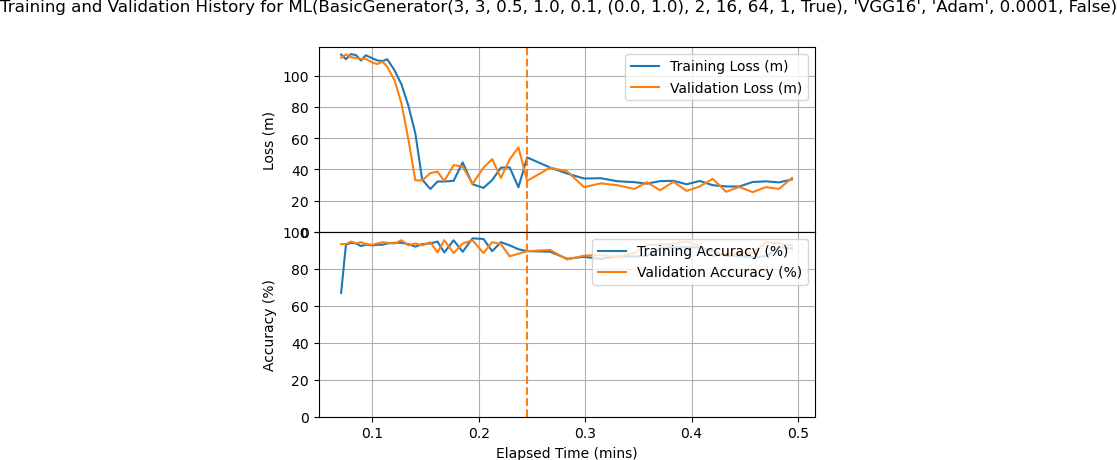 Training and Validation History for ML(BasicGenerator(3, 3, 0.5, 1.0, 0.1, (0.0, 1.0), 2, 16, 64, 1, True), 'VGG16', 'Adam', 0.0001, False)
Training Loss (m)
Validation Loss (m)
100
80
60
40
20
0
Loss (m)
Training Accuracy (%)
Validation Accuracy (%)
100
80
60
40
20
0
Accuracy (%)
0.1 0.2 0.3 0.4 0.5
Elapsed Time (mins)